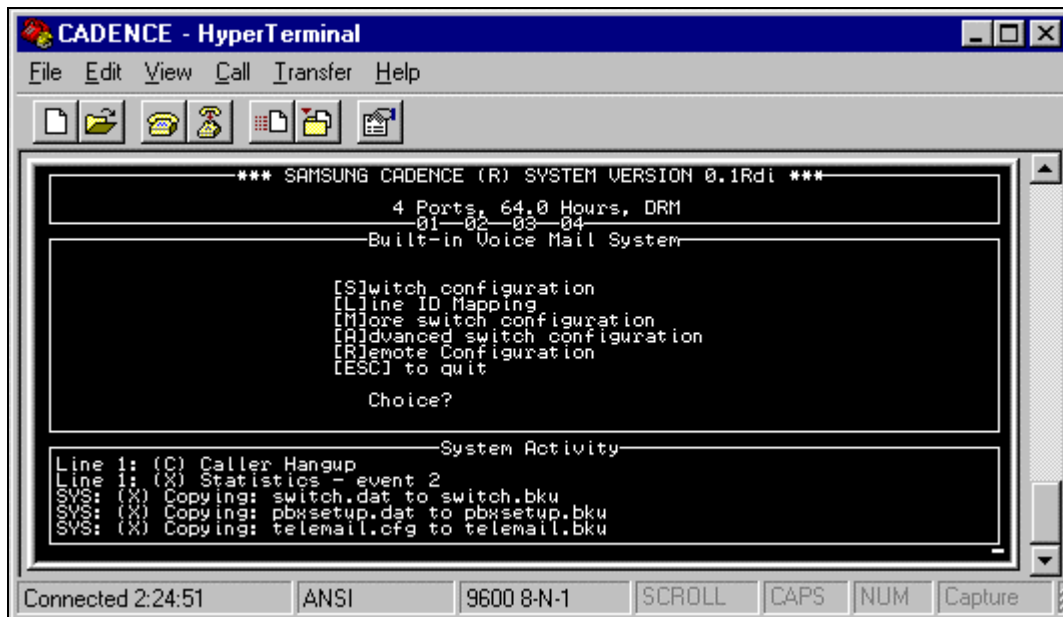 CADENCE - HyperTerminal
File Edit View Call Transfer Help
*** SAMSUNG CADENCE (R) SYSTEM VERSION 0.1Rdi ***
4 Ports, 64.0 Hours, DRM
01 02 03 04
Built-in Voice Mail System
[S]witch configuration
[L]ine ID Mapping
[M]ore switch configuration
[A]dvanced switch configuration
[R]emote Configuration
[ESC] to quit
Choice?
System Activity
Line 1: (C) Caller Hangup
Line 1: (X) Statistics - event 2
SYS: (X) Copying: switch.dat to switch.bku
SYS: (X) Copying: pbxsetup.dat to pbxsetup.bku
SYS: (X) Copying: telemail.cfg to telemail.bku
Connected 2:24:51 ANSI 9600 8-N-1 SCROLL CAPS NUM Capture